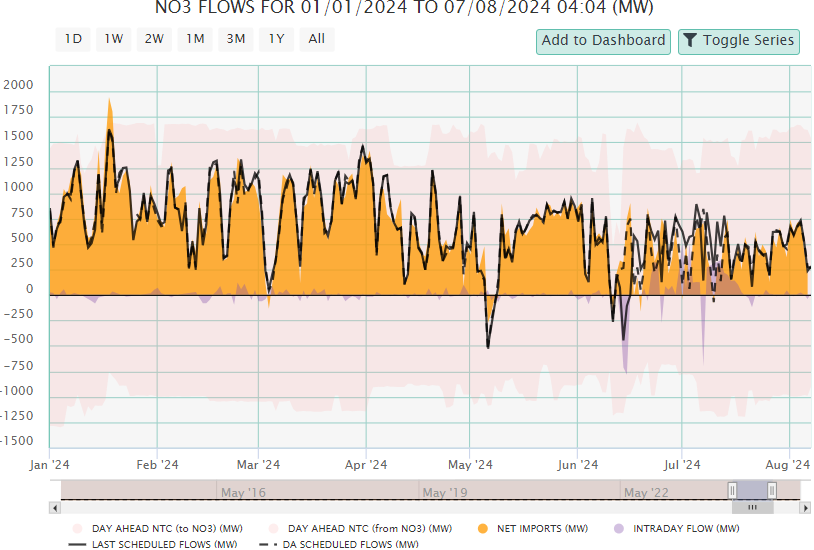 NO3 FLOWS FOR 01/01/2024 TO 07/08/2024 04:04 (MW)
1D 1W 2W 1M 3M 1Y All
Add to Dashboard Toggle Series
2000
1750
1500
1250
1000
750
500
250
0
-250
-500
-750
-1000
-1250
-1500
Jan '24 Feb '24 Mar '24 Apr '24 May '24 Jun '24 Jul '24 Aug '24
May '16 May '19 May '22
DAY AHEAD NTC (to NO3) (MW) DAY AHEAD NTC (from NO3) (MW) NET IMPORTS (MW) INTRADAY FLOW (MW)
LAST SCHEDULED FLOWS (MW) DA SCHEDULED FLOWS (MW)